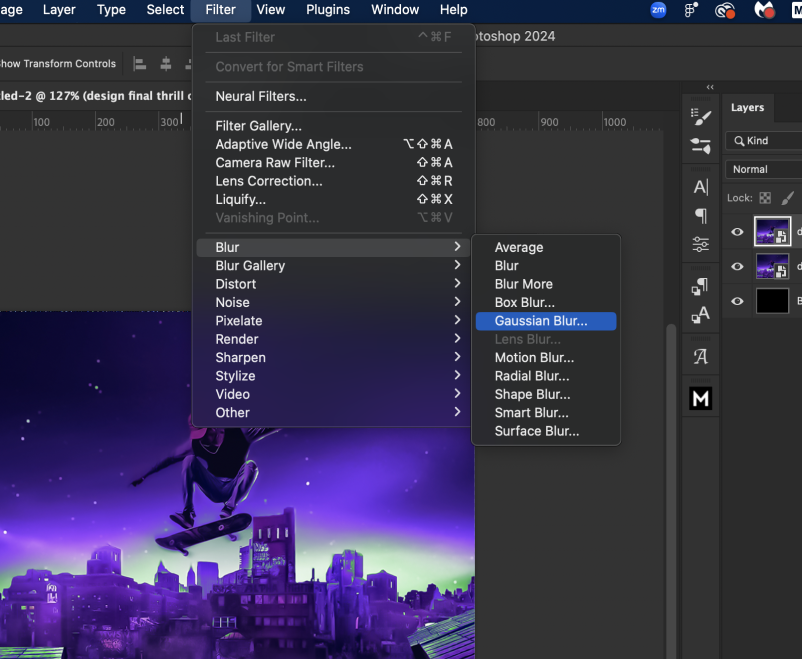 age Layer Type Select Filter View Plugins Window Help zm
otoshop 2024
how Transform Controls
led-2 @ 127% (design final thrill c
100 200 300 800 900 1000
Last Filter ^⌘F
Convert for Smart Filters
Neural Filters...
Filter Gallery...
Adaptive Wide Angle... ⌥⇧⌘A
Camera Raw Filter... ⇧⌘A
Lens Correction... ⇧⌘R
Liquify... ⇧⌘X
Vanishing Point... ⌥⌘V
Blur
Blur Gallery
Distort
Noise
Pixelate
Render
Sharpen
Stylize
Video
Other
Average
Blur
Blur More
Box Blur...
Gaussian Blur...
Lens Blur...
Motion Blur...
Radial Blur...
Shape Blur...
Smart Blur...
Surface Blur...
Layers
Kind
Normal
Lock:
d
d
B
A
¶
¶
A
A
M